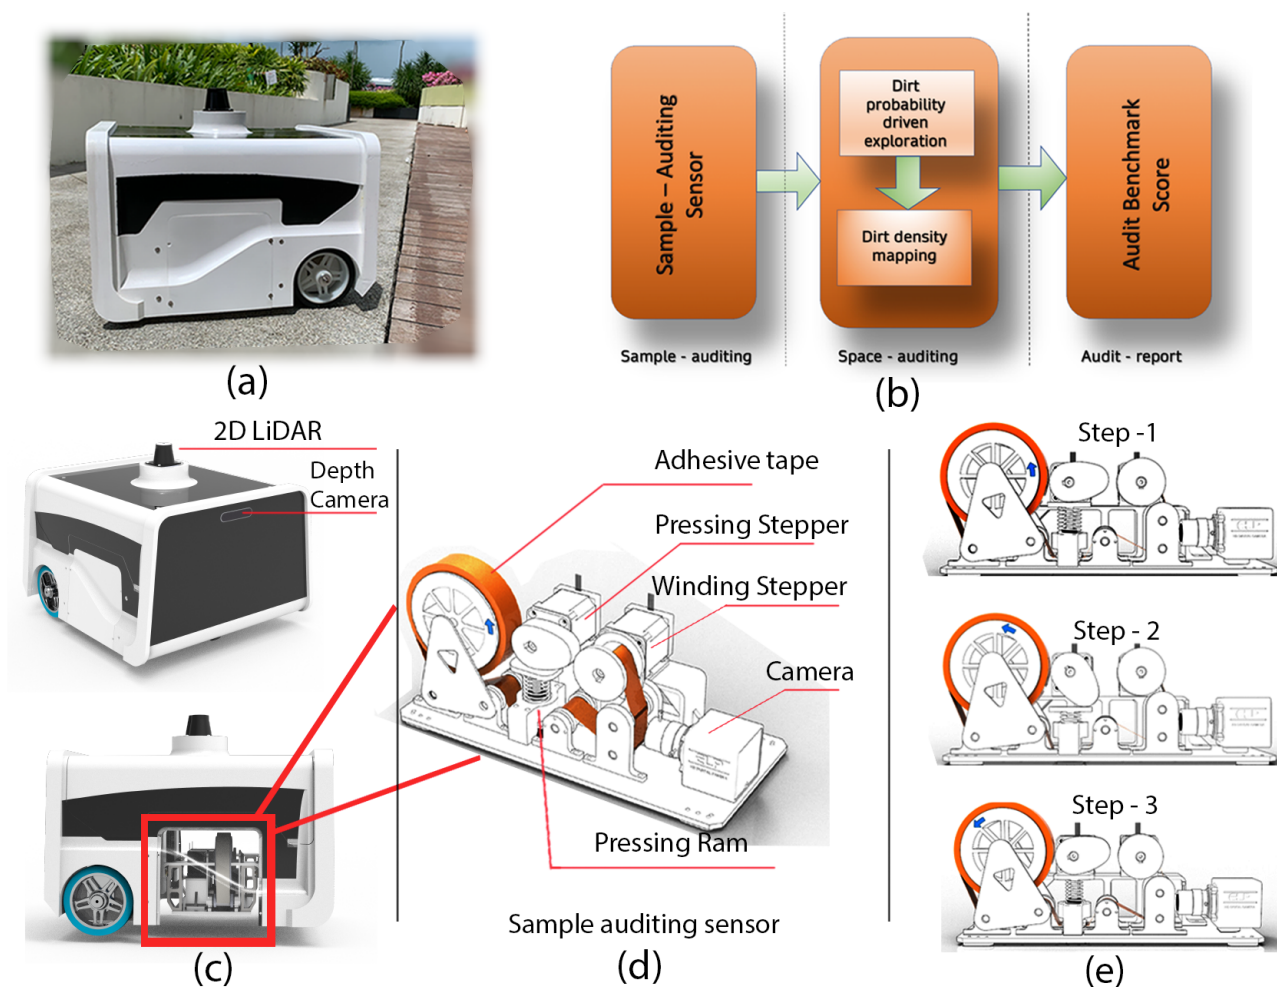 (a)
Sample – Auditing
Sensor
Dirt
probability
driven
exploration
Dirt density
mapping
Audit Benchmark
Score
Sample - auditing
Space - auditing
Audit - report
(b)
2D LiDAR
Depth
Camera
(c)
Adhesive tape
Pressing Stepper
Winding Stepper
Camera
Pressing Ram
Sample auditing sensor
(d)
Step -1
Step - 2
Step - 3
(e)